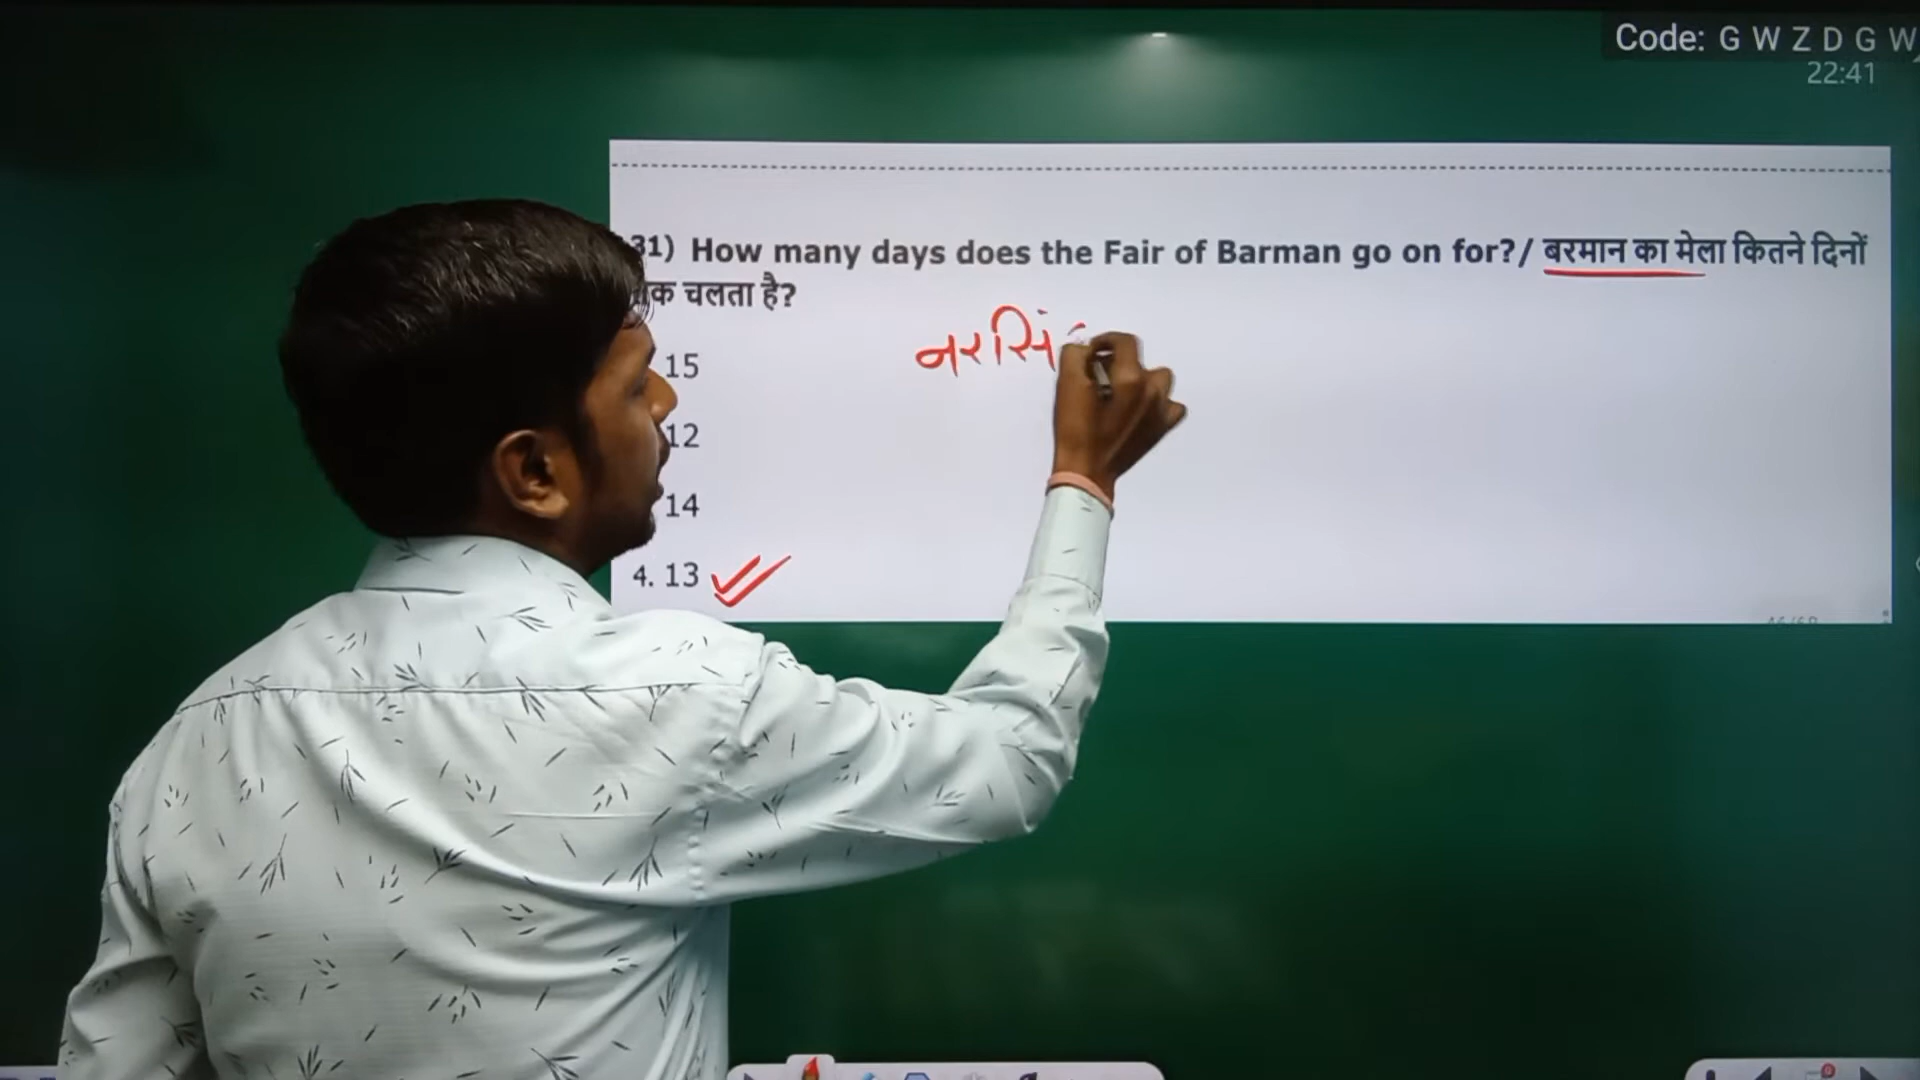 Code: G W Z D G W
22:41
31) How many days does the Fair of Barman go on for?/ बरमान का मेला कितने दिनों
क चलता है?
नरसिं
15
12
14
4. 13